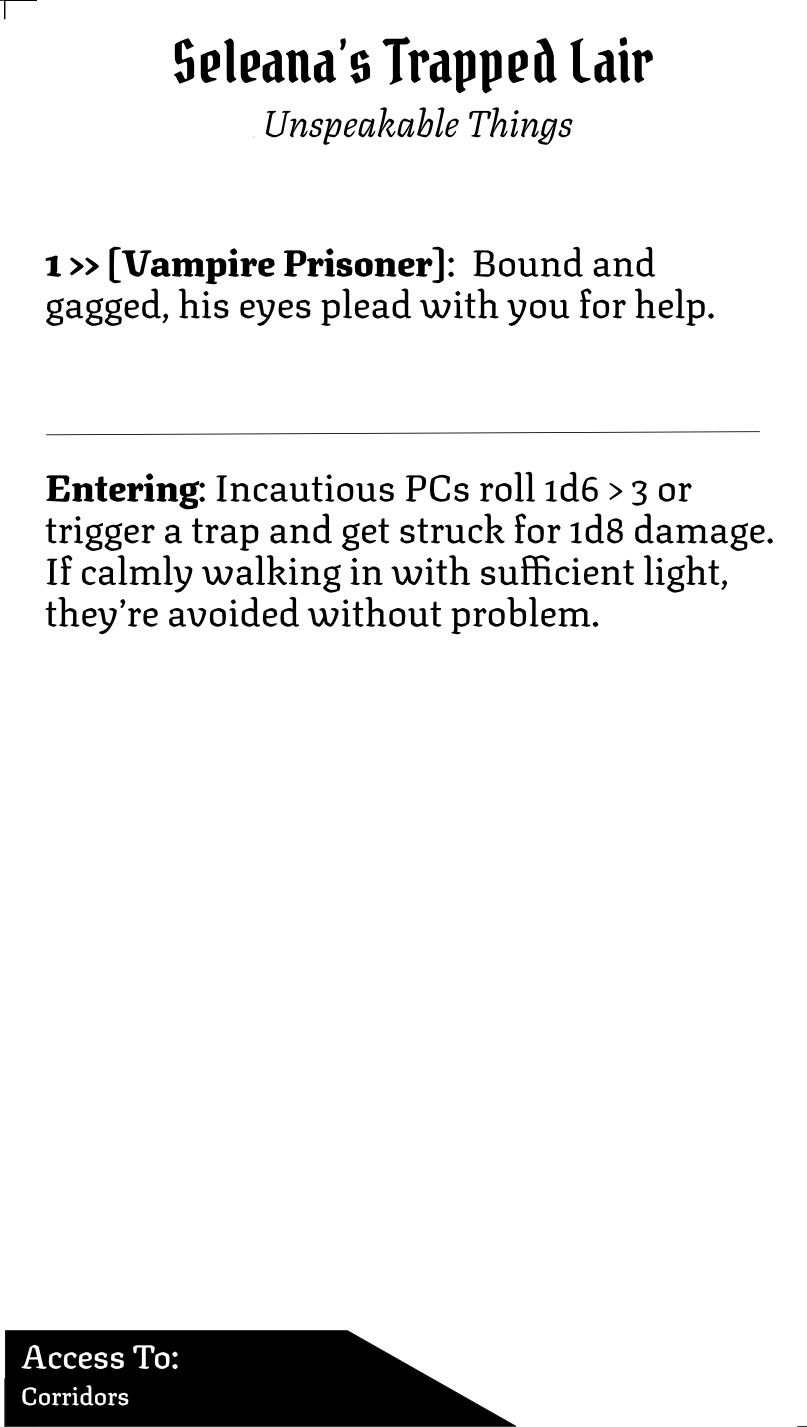 Seleana's Trapped Lair
Unspeakable Things
1 >> [Vampire Prisoner]:  Bound and
gagged, his eyes plead with you for help.
Entering: Incautious PCs roll 1d6 > 3 or
trigger a trap and get struck for 1d8 damage.
If calmly walking in with sufficient light,
they're avoided without problem.
Access To:
Corridors